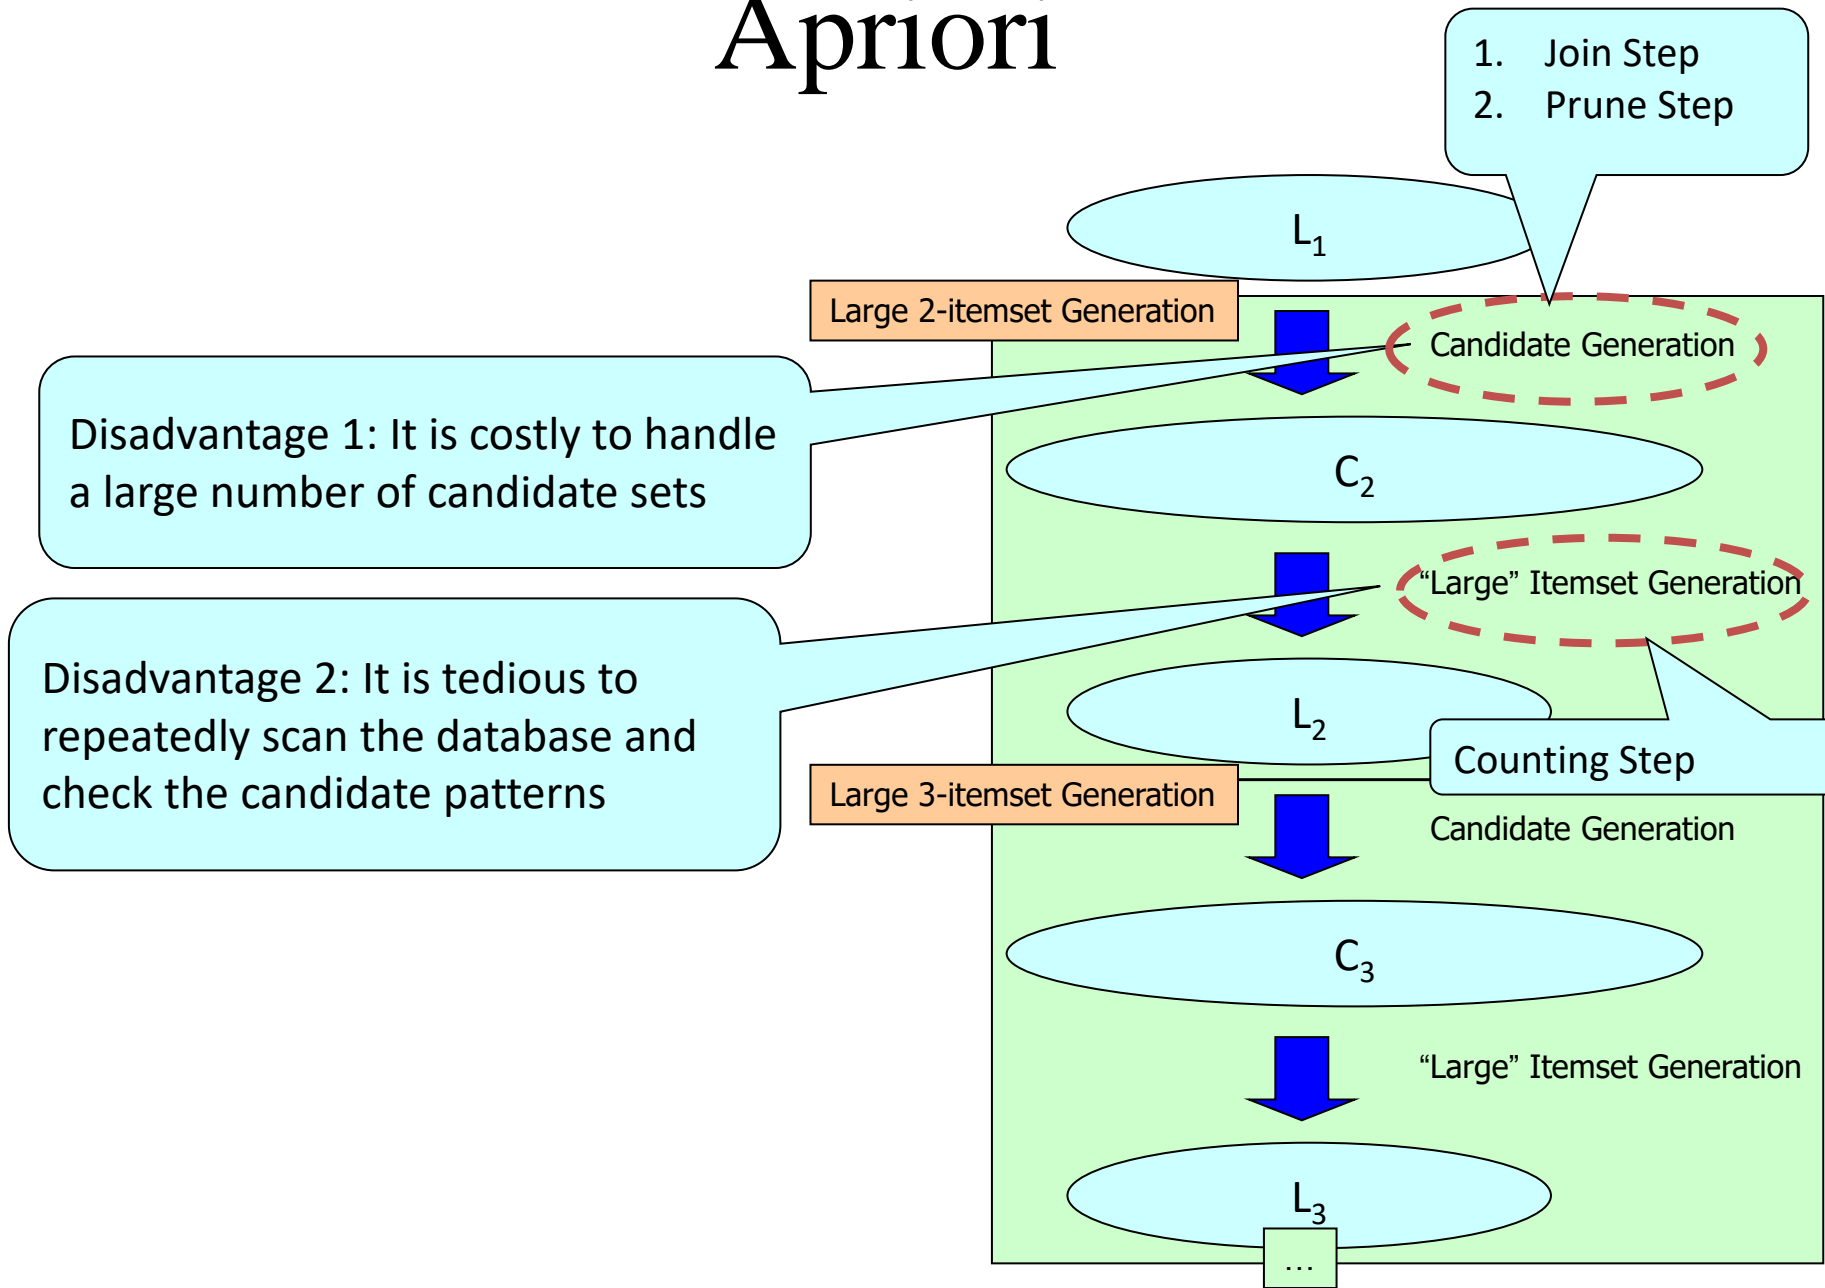 Apriori
1. Join Step
2. Prune Step
L₁
Large 2-itemset Generation
Candidate Generation
Disadvantage 1: It is costly to handle
a large number of candidate sets
C₂
“Large” Itemset Generation
Disadvantage 2: It is tedious to
repeatedly scan the database and
check the candidate patterns
L₂
Counting Step
Large 3-itemset Generation
Candidate Generation
C₃
“Large” Itemset Generation
L₃
…